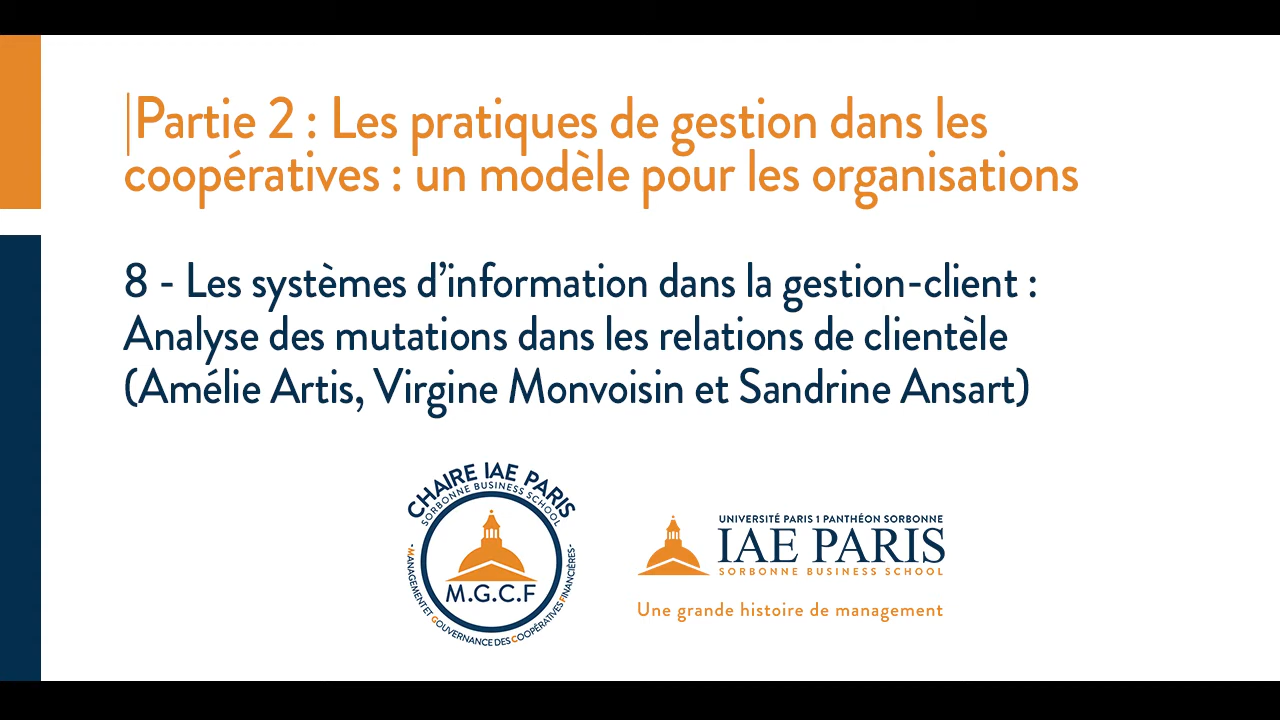 Partie 2 : Les pratiques de gestion dans les
coopératives : un modèle pour les organisations
8 - Les systèmes d'information dans la gestion-client :
Analyse des mutations dans les relations de clientèle
(Amélie Artis, Virgine Monvoisin et Sandrine Ansart)
CHAIRE IAE PARIS
SORBONNE BUSINESS SCHOOL
M.G.C.F
-MANAGEMENT ET GOUVERNANCE DES COOPÉRATIVES FINANCIÈRES-
UNIVERSITÉ PARIS 1 PANTHÉON SORBONNE
IAE PARIS
SORBONNE BUSINESS SCHOOL
Une grande histoire de management